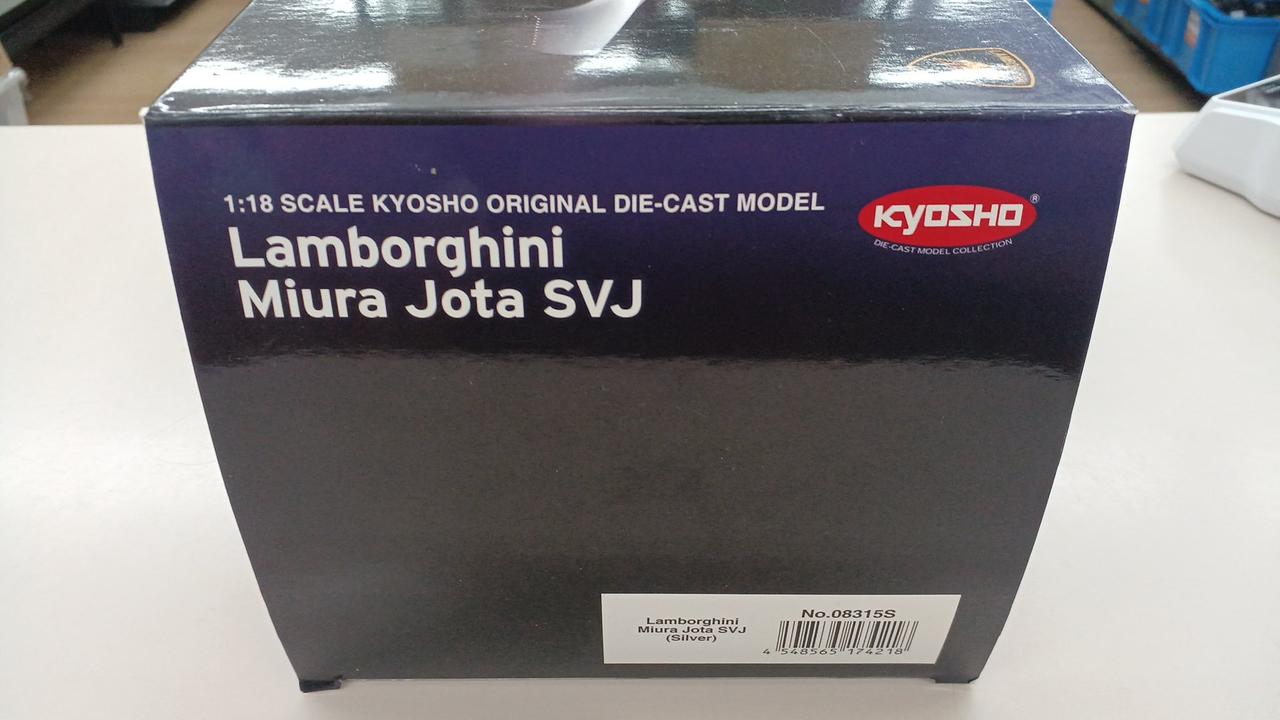 1:18 SCALE KYOSHO ORIGINAL DIE-CAST MODEL
Lamborghini
Miura Jota SVJ
KYOSHO®
DIE-CAST MODEL COLLECTION
Lamborghini
Miura Jota SVJ
(Silver)
No.08315S
4 548565 174218